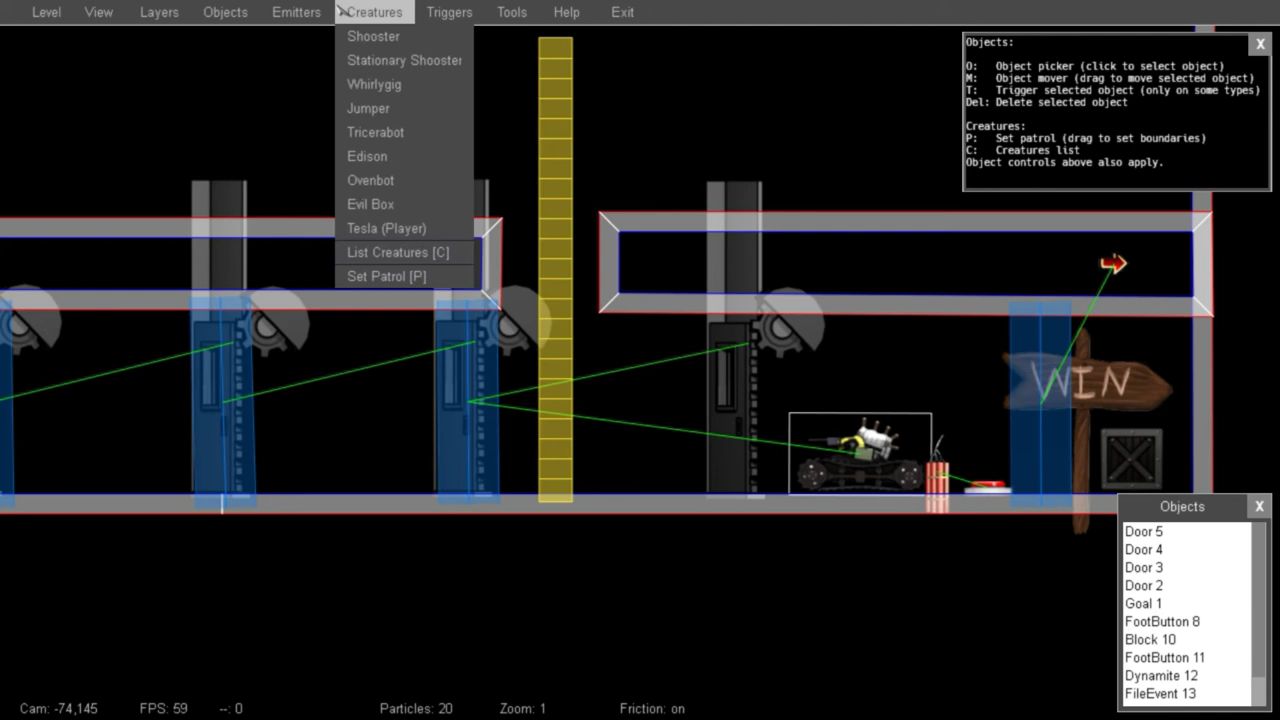 Level View Layers Objects Emitters Creatures Triggers Tools Help Exit
Shooster
Stationary Shooster
Whirlygig
Jumper
Tricerabot
Edison
Ovenbot
Evil Box
Tesla (Player)
List Creatures [C]
Set Patrol [P]
Objects: X
O: Object picker (click to select object)
M: Object mover (drag to move selected object)
T: Trigger selected object (only on some types)
Del: Delete selected object
Creatures:
P: Set patrol (drag to set boundaries)
C: Creatures list
Object controls above also apply.
WIN
Objects X
Door 5
Door 4
Door 3
Door 2
Goal 1
FootButton 8
Block 10
FootButton 11
Dynamite 12
FileEvent 13
Cam: -74,145 FPS: 59 --: 0 Particles: 20 Zoom: 1 Friction: on